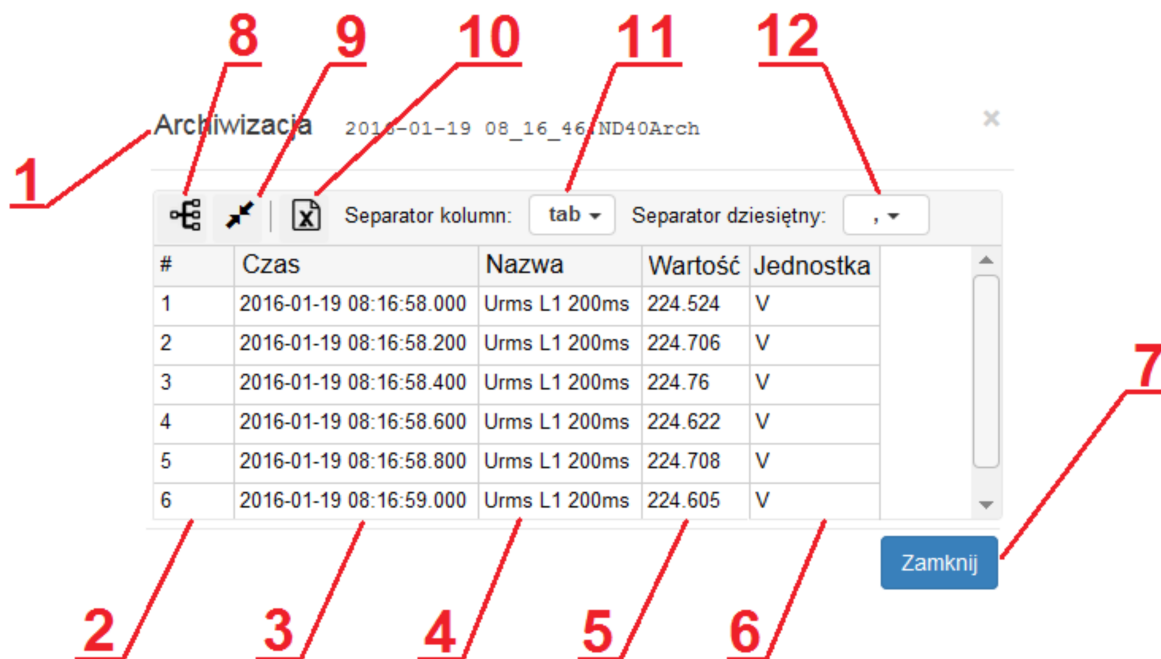 8 9 10 11 12
Archiwizacja 2016-01-19 08_16_46.ND40Arch ×
1
Separator kolumn: tab Separator dziesiętny: ,
# Czas Nazwa Wartość Jednostka
1 2016-01-19 08:16:58.000 Urms L1 200ms 224.524 V
2 2016-01-19 08:16:58.200 Urms L1 200ms 224.706 V
7
3 2016-01-19 08:16:58.400 Urms L1 200ms 224.76 V
4 2016-01-19 08:16:58.600 Urms L1 200ms 224.622 V
5 2016-01-19 08:16:58.800 Urms L1 200ms 224.708 V
6 2016-01-19 08:16:59.000 Urms L1 200ms 224.605 V
Zamknij
2 3 4 5 6